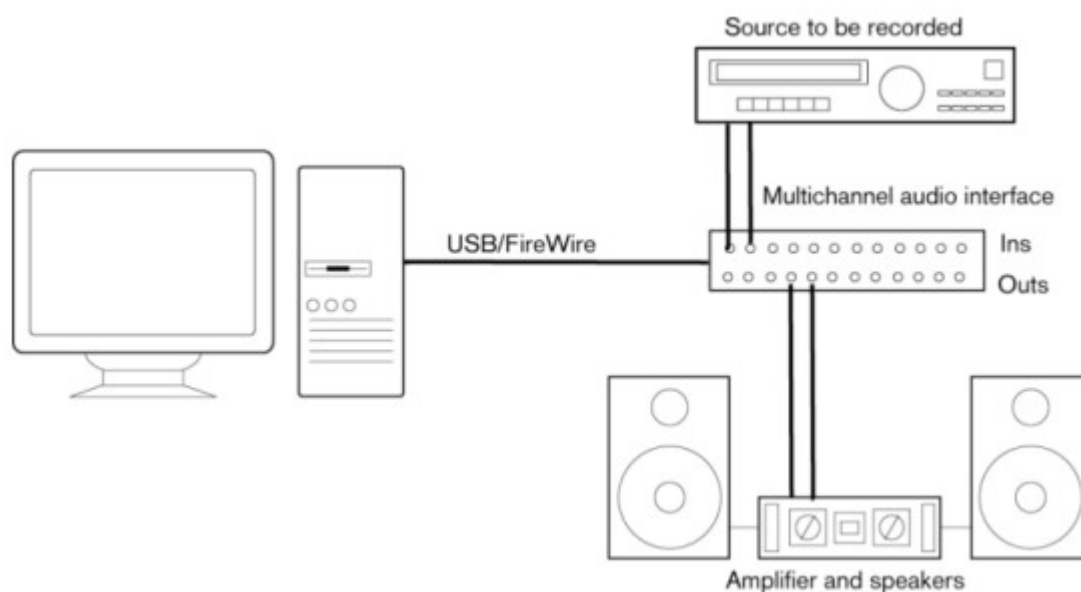 Source to be recorded
Multichannel audio interface
USB/FireWire
Ins
Outs
Amplifier and speakers